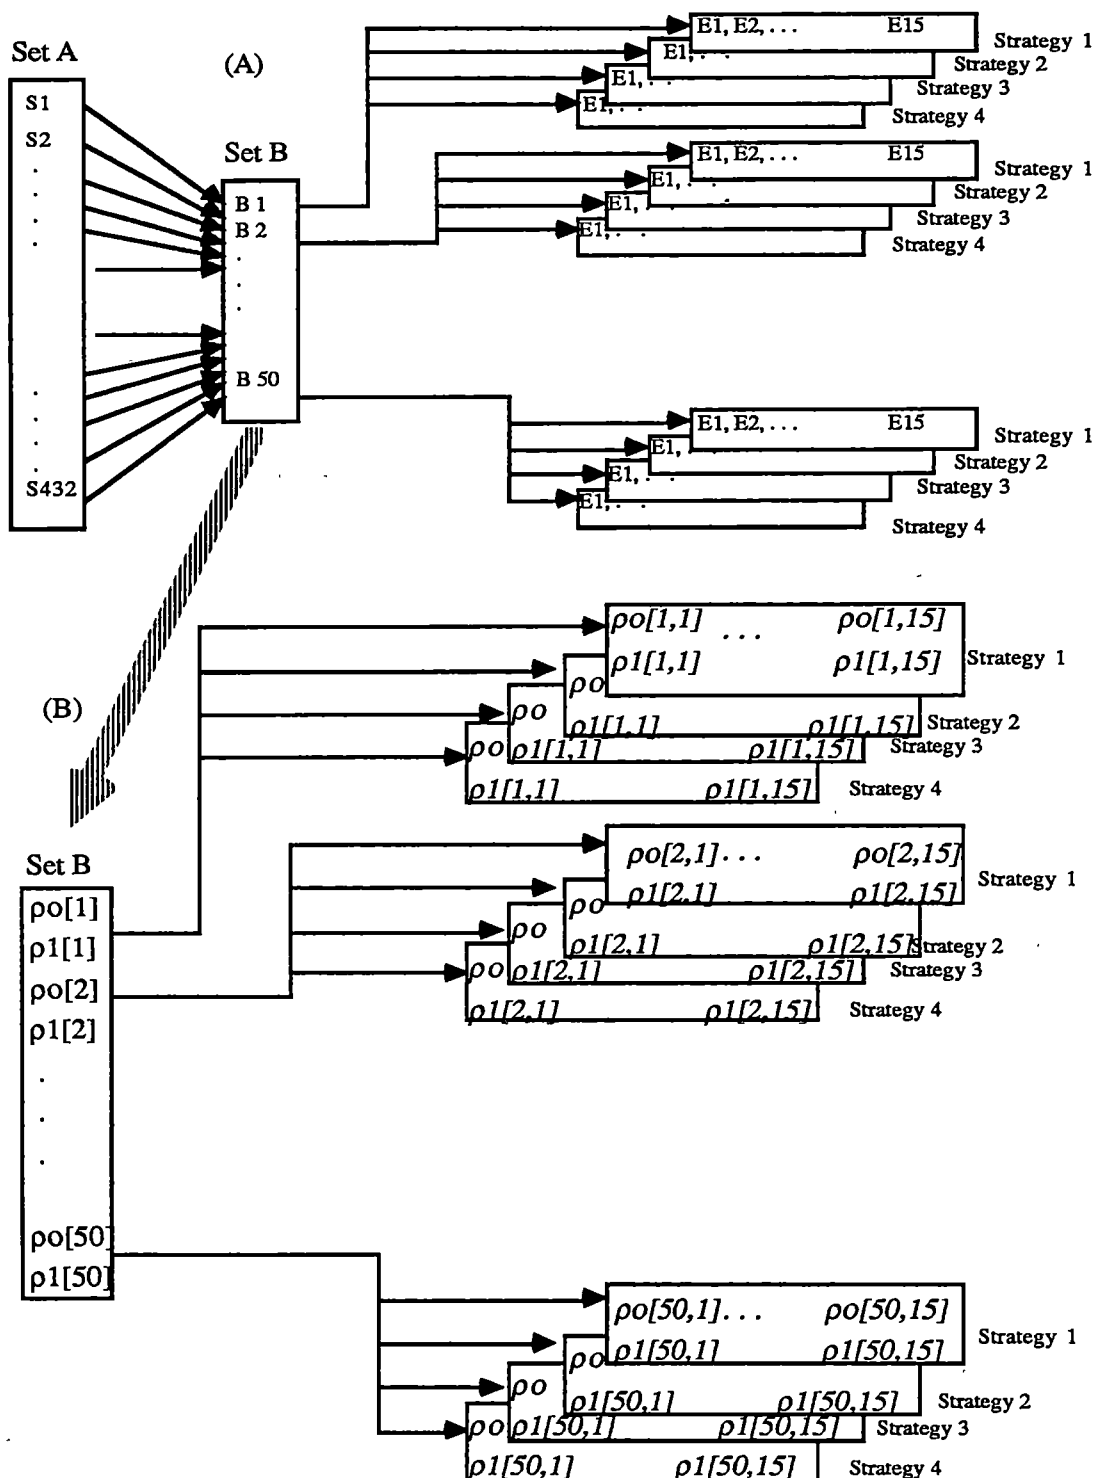 Set A
(A)
S1
S2
.
.
.
.
.
.
.
.
S432
Set B
B 1
B 2
.
.
.
B 50
E1, E2, . . . E15
Strategy 1
E1, . .
Strategy 2
E1, . .
Strategy 3
E1, . .
Strategy 4
E1, E2, . . . E15
Strategy 1
E1, . .
Strategy 2
E1, . .
Strategy 3
E1, . .
Strategy 4
E1, E2, . . . E15
Strategy 1
E1, . .
Strategy 2
E1, . .
Strategy 3
E1, . .
Strategy 4
(B)
Set B
ρo[1]
ρ1[1]
ρo[2]
ρ1[2]
.
.
.
ρo[50]
ρ1[50]
ρo[1,1] . . . ρo[1,15]
ρ1[1,1] ρ1[1,15]
Strategy 1
ρo
ρ1[1,1] ρ1[1,15]
Strategy 2
ρo
ρ1[1,1] ρ1[1,15]
Strategy 3
ρo
ρ1[1,1] ρ1[1,15]
Strategy 4
ρo[2,1] . . . ρo[2,15]
ρ1[2,1] ρ1[2,15]
Strategy 1
ρo
ρ1[2,1] ρ1[2,15]
Strategy 2
ρo
ρ1[2,1] ρ1[2,15]
Strategy 3
ρo
ρ1[2,1] ρ1[2,15]
Strategy 4
ρo[50,1] . . . ρo[50,15]
ρ1[50,1] ρ1[50,15]
Strategy 1
ρo
ρ1[50,1] ρ1[50,15]
Strategy 2
ρo
ρ1[50,1] ρ1[50,15]
Strategy 3
ρo
ρ1[50,1] ρ1[50,15]
Strategy 4